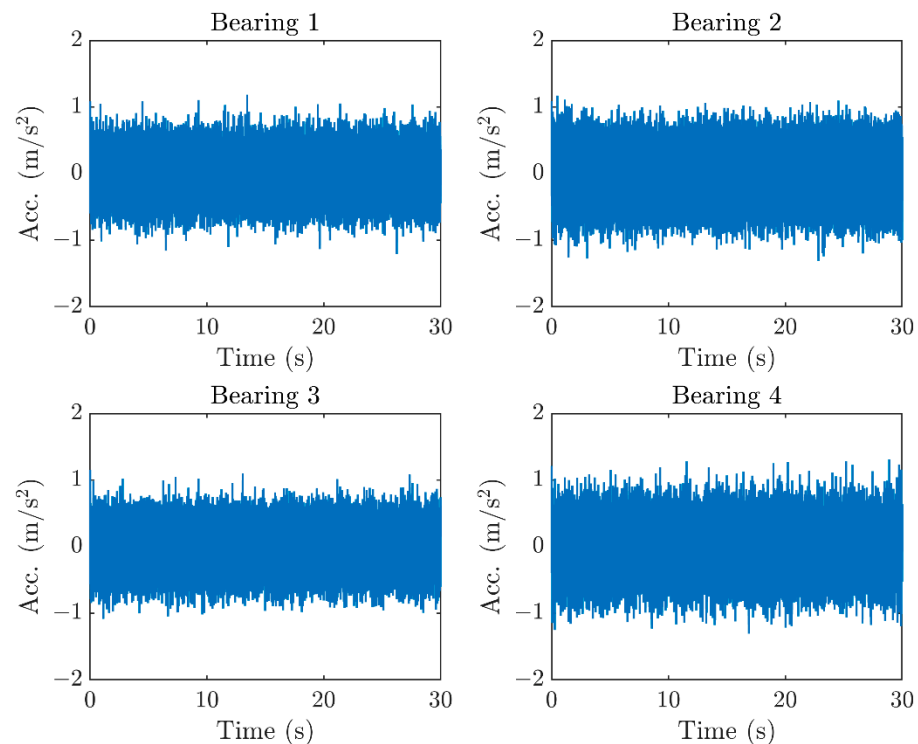 Bearing 1
2
1
0
−1
−2
Acc. (m/s²)
0 10 20 30
Time (s)
Bearing 2
2
1
0
−1
−2
Acc. (m/s²)
0 10 20 30
Time (s)
Bearing 3
2
1
0
−1
−2
Acc. (m/s²)
0 10 20 30
Time (s)
Bearing 4
2
1
0
−1
−2
Acc. (m/s²)
0 10 20 30
Time (s)